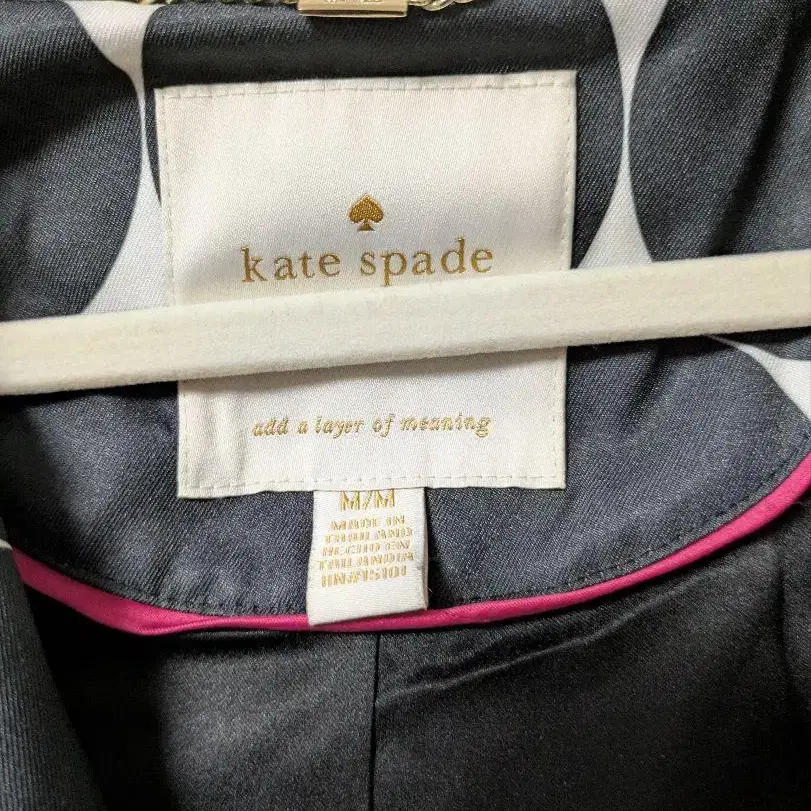 kate spade
add a layer of meaning
M/M
MADE IN
THAILAND
HECHO EN
TAILANDIA